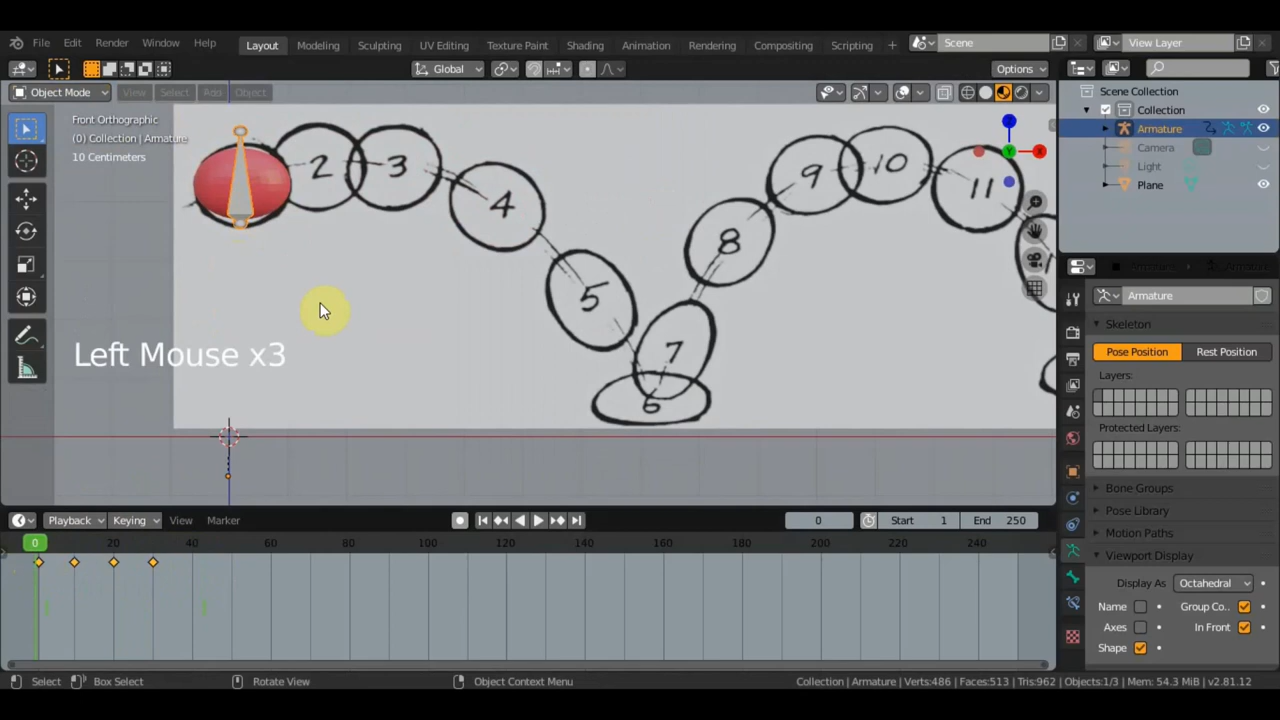 File Edit Render Window Help Layout Modeling Sculpting UV Editing Texture Paint Shading Animation Rendering Compositing Scripting + Scene View Layer
Global Options
Object Mode View Select Add Object
Front Orthographic
(0) Collection | Armature
10 Centimeters
Scene Collection
Collection
Armature
Camera
Light
Plane
2 3 4 5 6 7 8 9 10 11
Left Mouse x3
Armature
Skeleton
Pose Position Rest Position
Layers:
Protected Layers:
Bone Groups
Pose Library
Motion Paths
Viewport Display
Display As Octahedral
Name Group Co..
Axes In Front
Shape
Playback Keying View Marker 0 Start 1 End 250
0 20 40 60 80 100 120 140 160 180 200 220 240
Select Box Select Rotate View Object Context Menu Collection | Armature | Verts:486 | Faces:513 | Tris:962 | Objects:1/3 | Mem: 54.3 MiB | v2.81.12